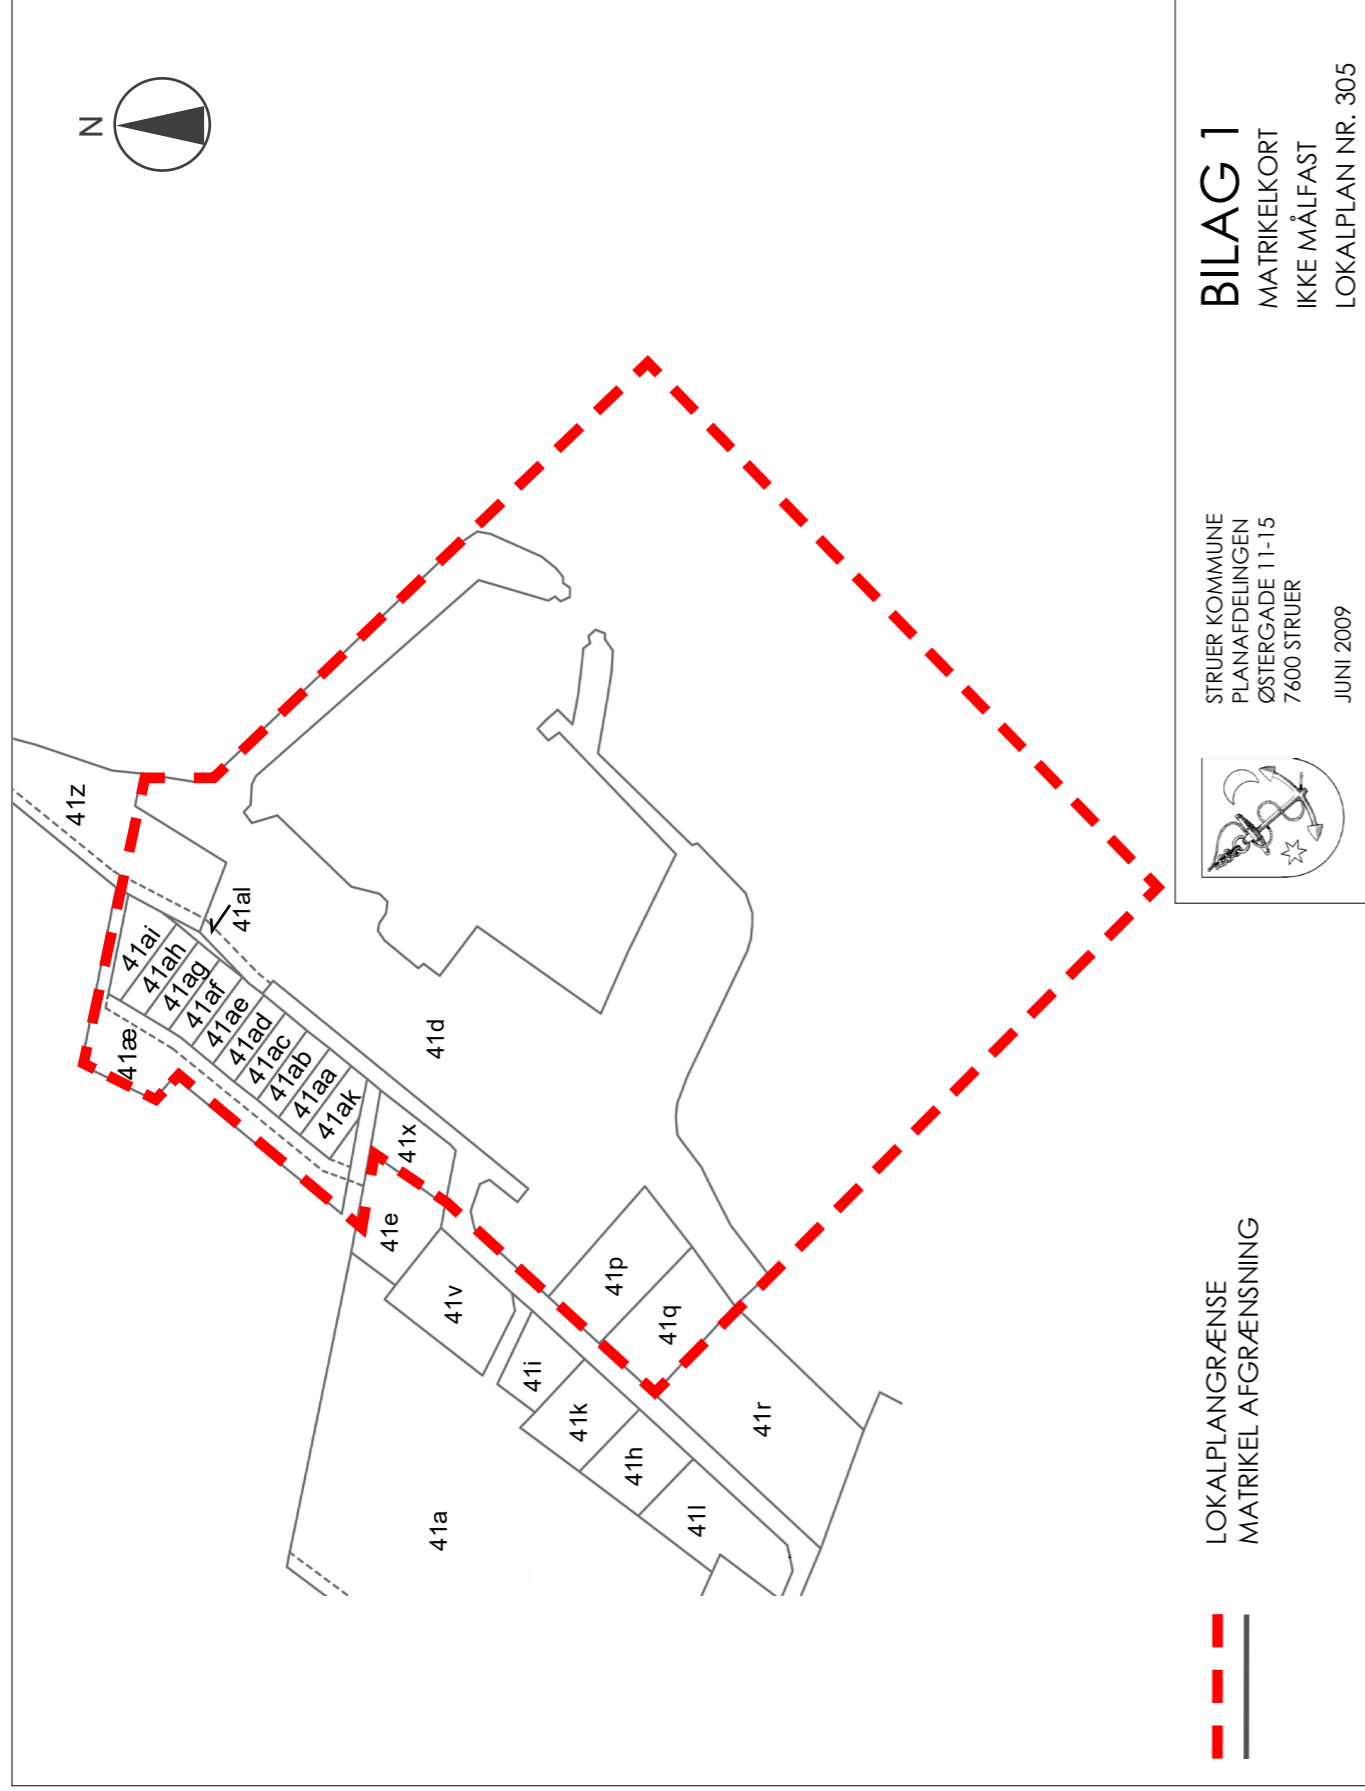 N
41z
41al
41ai
41ah
41ag
41af
41ae
41ad
41ac
41ab
41aa
41ak
41æ
41d
41x
41e
41v
41p
41q
41i
41k
41h
41l
41r
41a
LOKALPLANGRÆNSE
MATRIKEL AFGRÆNSNING
STRUER KOMMUNE
PLANAFDELINGEN
ØSTERGADE 11-15
7600 STRUER
JUNI 2009
BILAG 1
MATRIKELKORT
IKKE MÅLFAST
LOKALPLAN NR. 305